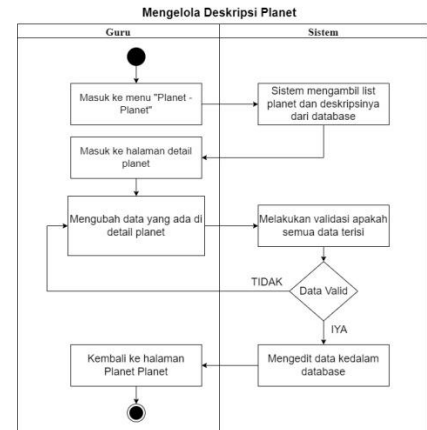 Mengelola Deskripsi Planet
Guru
Sistem
Masuk ke menu "Planet -
Planet"
Sistem mengambil list
planet dan deskripsinya
dari database
Masuk ke halaman detail
planet
Mengubah data yang ada di
detail planet
Melakukan validasi apakah
semua data terisi
TIDAK
Data Valid
IYA
Kembali ke halaman
Planet Planet
Mengedit data kedalam
database